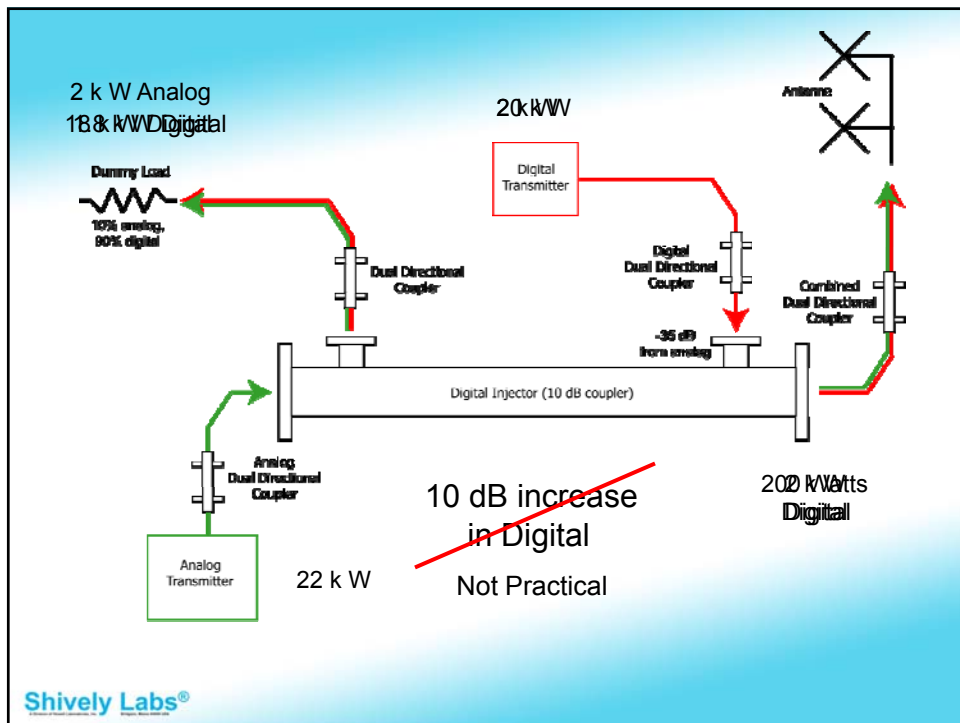 2 k W Analog
Dummy Load
10% analog,
90% digital
Dual Directional
Coupler
Digital
Transmitter
Digital
Dual Directional
Coupler
from analog
Antenna
Combined
Dual Directional
Coupler
Digital Injector (10 dB coupler)
Analog
Dual Directional
Coupler
Analog
Transmitter
22 k W
10 dB increase
in Digital
Not Practical
Digital
Shively Labs®